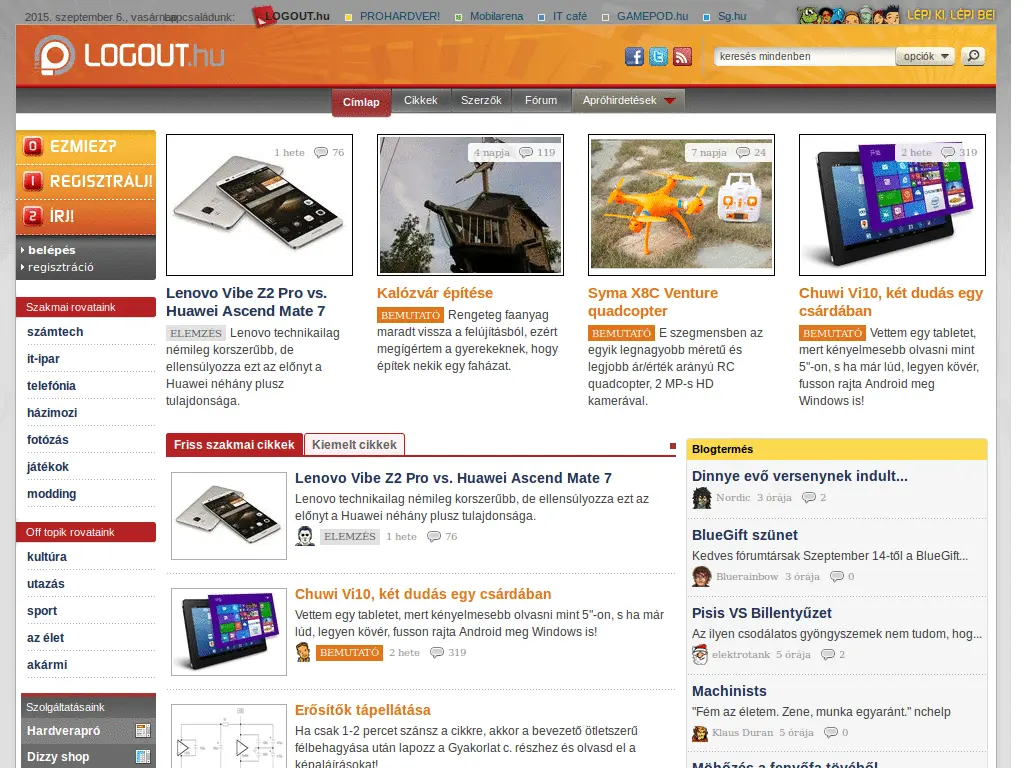 2015. szeptember 6., vasárnap
Lapcsaládunk:
LOGOUT.hu
PROHARDVER!
Mobilarena
IT café
GAMEPOD.hu
Sg.hu
LÉPJ KI, LÉPJ BE!
LOGOUT.hu
keresés mindenben
opciók
Címlap
Cikkek
Szerzők
Fórum
Apróhirdetések
0 EZMIEZ?
1 REGISZTRÁLJ!
2 ÍRJ!
belépés
regisztráció
Szakmai rovataink
számtech
it-ipar
telefónia
házimozi
fotózás
játékok
modding
Off topik rovataink
kultúra
utazás
sport
az élet
akármi
Szolgáltatásaink
Hardverapró
Dizzy shop
1 hete 76
Lenovo Vibe Z2 Pro vs.
Huawei Ascend Mate 7
ELEMZÉS Lenovo technikailag
némileg korszerűbb, de
ellensúlyozza ezt az előnyt a
Huawei néhány plusz
tulajdonsága.
4 napja 119
Kalózvár építése
BEMUTATÓ Rengeteg faanyag
maradt vissza a felújításból, ezért
megígértem a gyerekeknek, hogy
építek nekik egy faházat.
7 napja 24
Syma X8C Venture
quadcopter
BEMUTATÓ E szegmensben az
egyik legnagyobb méretű és
legjobb ár/érték arányú RC
quadcopter, 2 MP-s HD
kamerával.
2 hete 319
Chuwi Vi10, két dudás egy
csárdában
BEMUTATÓ Vettem egy tabletet,
mert kényelmesebb olvasni mint
5"-on, s ha már lúd, legyen kövér,
fusson rajta Android meg
Windows is!
Friss szakmai cikkek
Kiemelt cikkek
Lenovo Vibe Z2 Pro vs. Huawei Ascend Mate 7
Lenovo technikailag némileg korszerűbb, de ellensúlyozza ezt az
előnyt a Huawei néhány plusz tulajdonsága.
ELEMZÉS 1 hete 76
Chuwi Vi10, két dudás egy csárdában
Vettem egy tabletet, mert kényelmesebb olvasni mint 5"-on, s ha már
lúd, legyen kövér, fusson rajta Android meg Windows is!
BEMUTATÓ 2 hete 319
Erősítők tápellátása
Ha csak 1-2 percet szánsz a cikkre, akkor a bevezető ötletszerű
félbehagyása után lapozz a Gyakorlat c. részhez és olvasd el a
képaláírásokat!
Blogtermés
Dinnye evő versenynek indult...
Nordic 3 órája 2
BlueGift szünet
Kedves fórumtársak Szeptember 14-től a BlueGift...
Bluerainbow 3 órája 0
Pisis VS Billentyűzet
Az ilyen csodálatos gyöngyszemek nem tudom, hog...
elektrotank 5 órája 2
Machinists
"Fém az életem. Zene, munka egyaránt." nchelp
Klaus Duran 5 órája 0
Möbőzés a fenyőfa tövéből